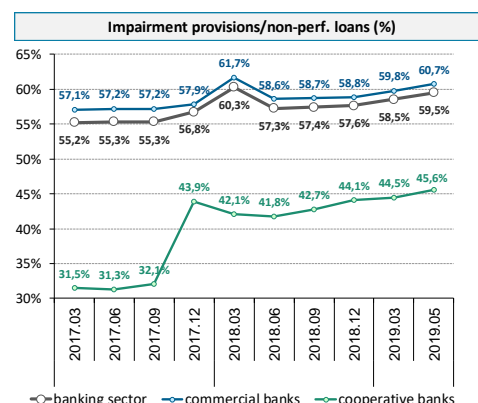 Impairment provisions/non-perf. loans (%)
65%
60%
55%
50%
45%
40%
35%
30%
57,1% 57,2% 57,2% 57,9% 61,7% 58,6% 58,7% 58,8% 59,8% 60,7%
55,2% 55,3% 55,3% 56,8% 60,3% 57,3% 57,4% 57,6% 58,5% 59,5%
31,5% 31,3% 32,1% 43,9% 42,1% 41,8% 42,7% 44,1% 44,5% 45,6%
2017.03 2017.06 2017.09 2017.12 2018.03 2018.06 2018.09 2018.12 2019.03 2019.05
banking sector commercial banks cooperative banks